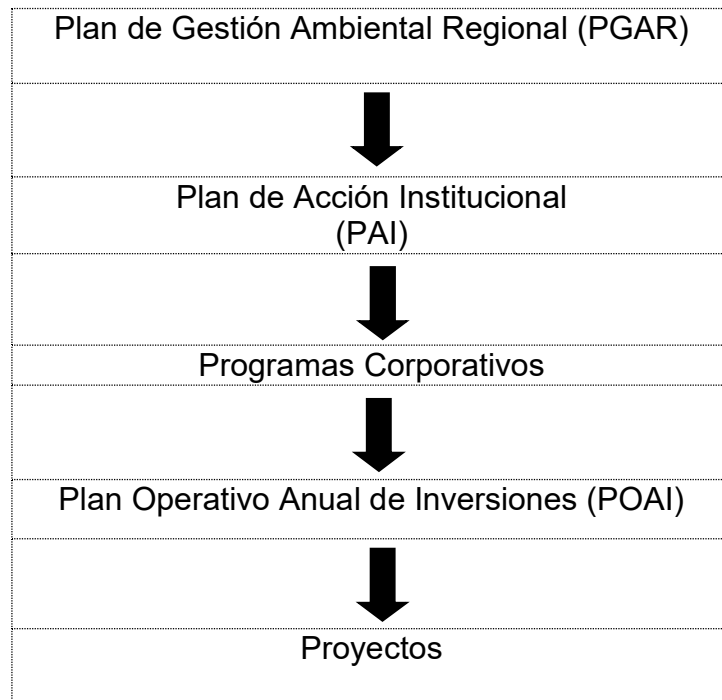 Plan de Gestión Ambiental Regional (PGAR)
Plan de Acción Institucional
(PAI)
Programas Corporativos
Plan Operativo Anual de Inversiones (POAI)
Proyectos